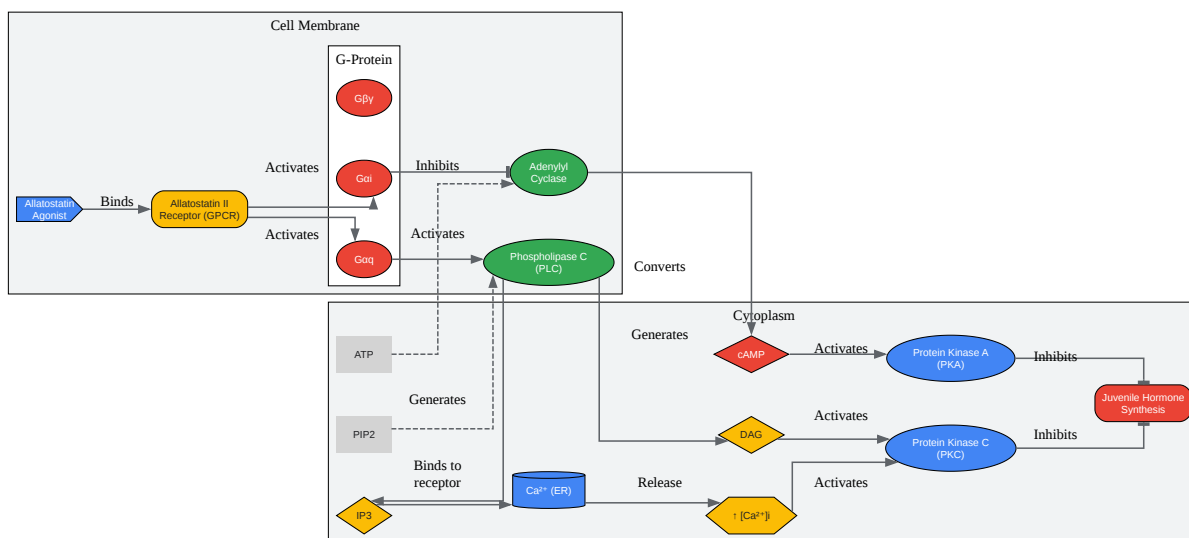 Cell Membrane
G-Protein
Gβγ
Activates
Gαi
Inhibits
Adenylyl
Cyclase
Allatostatin
Agonist
Binds
Allatostatin II
Receptor (GPCR)
Activates
Gαq
Activates
Phospholipase C
(PLC)
Converts
Cytoplasm
Generates
ATP
cAMP
Activates
Protein Kinase A
(PKA)
Inhibits
Generates
Juvenile Hormone
Synthesis
PIP2
DAG
Activates
Protein Kinase C
(PKC)
Inhibits
Binds to
receptor
Ca²⁺ (ER)
Release
Activates
IP3
↑ [Ca²⁺]i